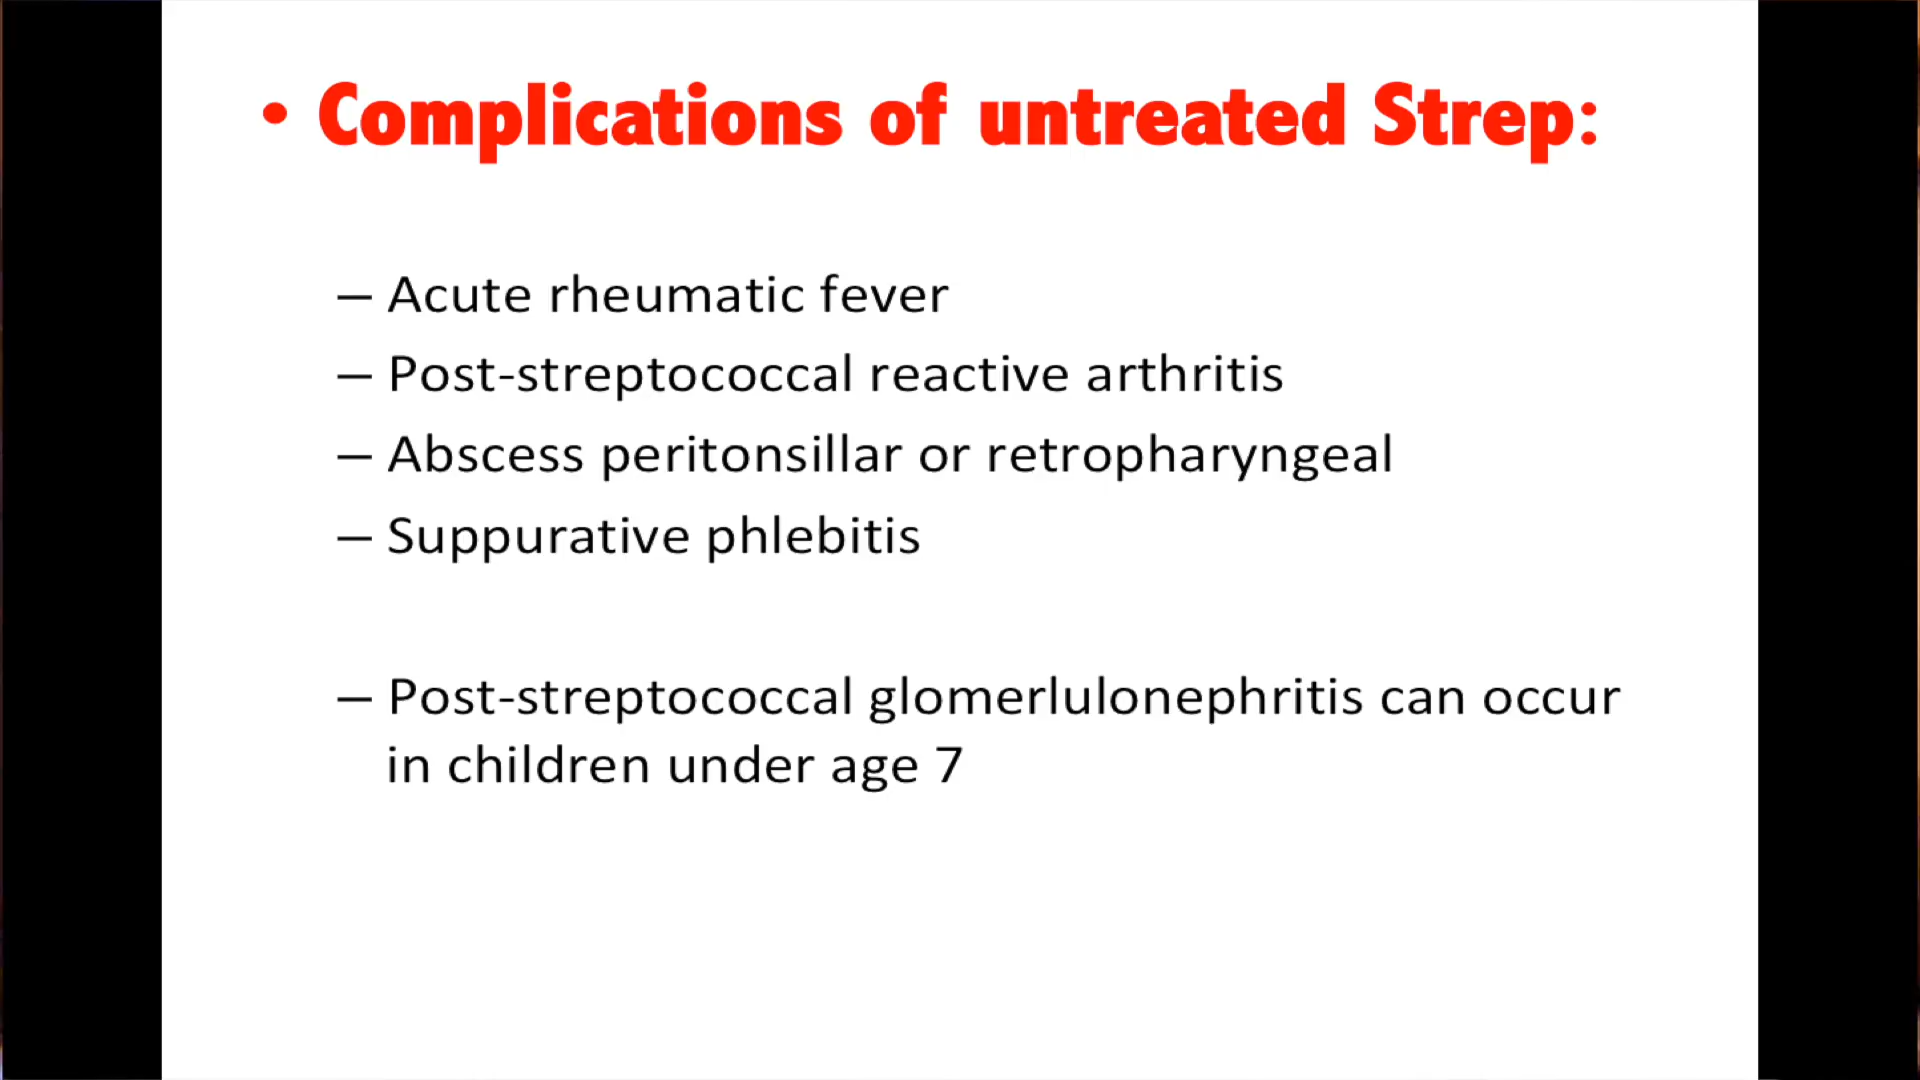 • Complications of untreated Strep:
– Acute rheumatic fever
– Post-streptococcal reactive arthritis
– Abscess peritonsillar or retropharyngeal
– Suppurative phlebitis
– Post-streptococcal glomerlulonephritis can occur
in children under age 7